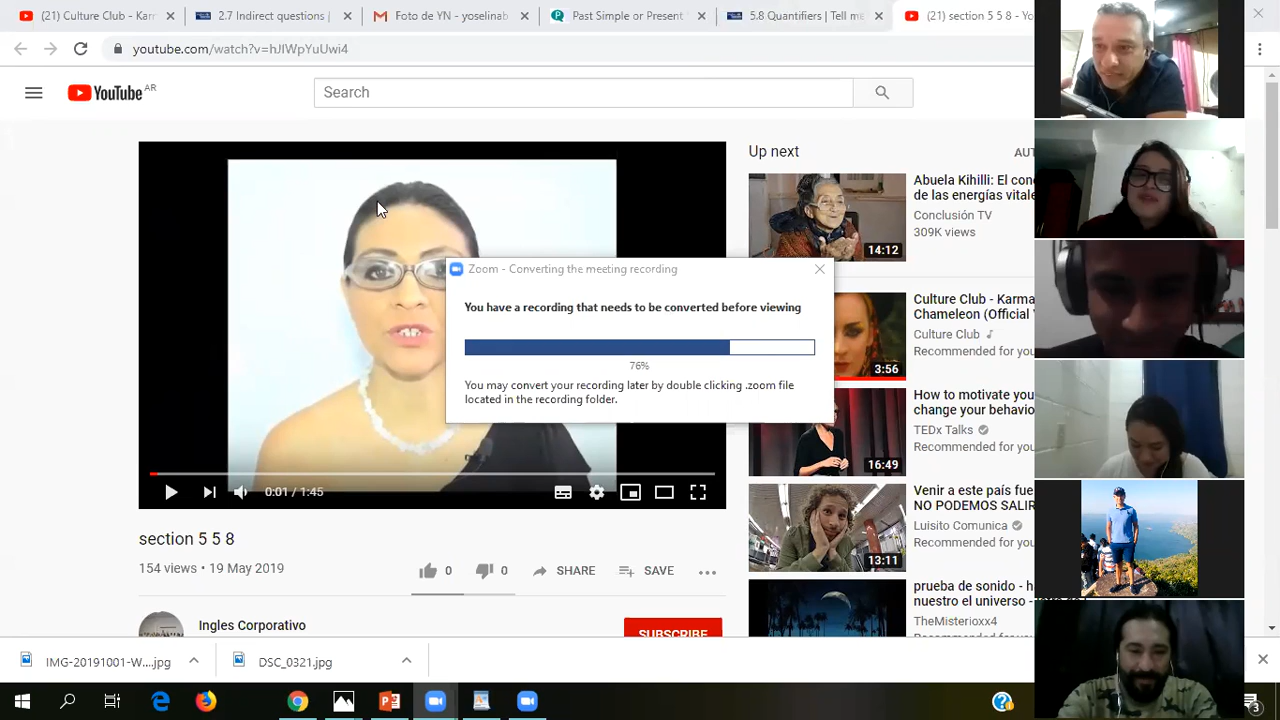 (21) Culture Club - Karm
2.7 Indirect questions,
Foto de YN - yoselinab
Past Simple or Present
5.8 Quantifiers | Tell me
(21) section 5 5 8 - Yo
youtube.com/watch?v=hJIWpYuUwi4
YouTube AR
Search
Up next
AUT
Abuela Kihilli: El cono
de las energías vitale
Conclusión TV
309K views
14:12
Zoom - Converting the meeting recording
You have a recording that needs to be converted before viewing
76%
You may convert your recording later by double clicking .zoom file
located in the recording folder.
Culture Club - Karma
Chameleon (Official
Culture Club
Recommended for you
3:56
How to motivate you
change your behavio
TEDx Talks
Recommended for you
16:49
0:01 / 1:45
Venir a este país fue
NO PODEMOS SALIR
Luisito Comunica
Recommended for you
13:11
section 5 5 8
154 views • 19 May 2019
0
0
SHARE
SAVE
prueba de sonido - h
nuestro el universo -
TheMisterioxx4
Ingles Corporativo
SUBSCRIBE
IMG-20191001-W....jpg
DSC_0321.jpg
3